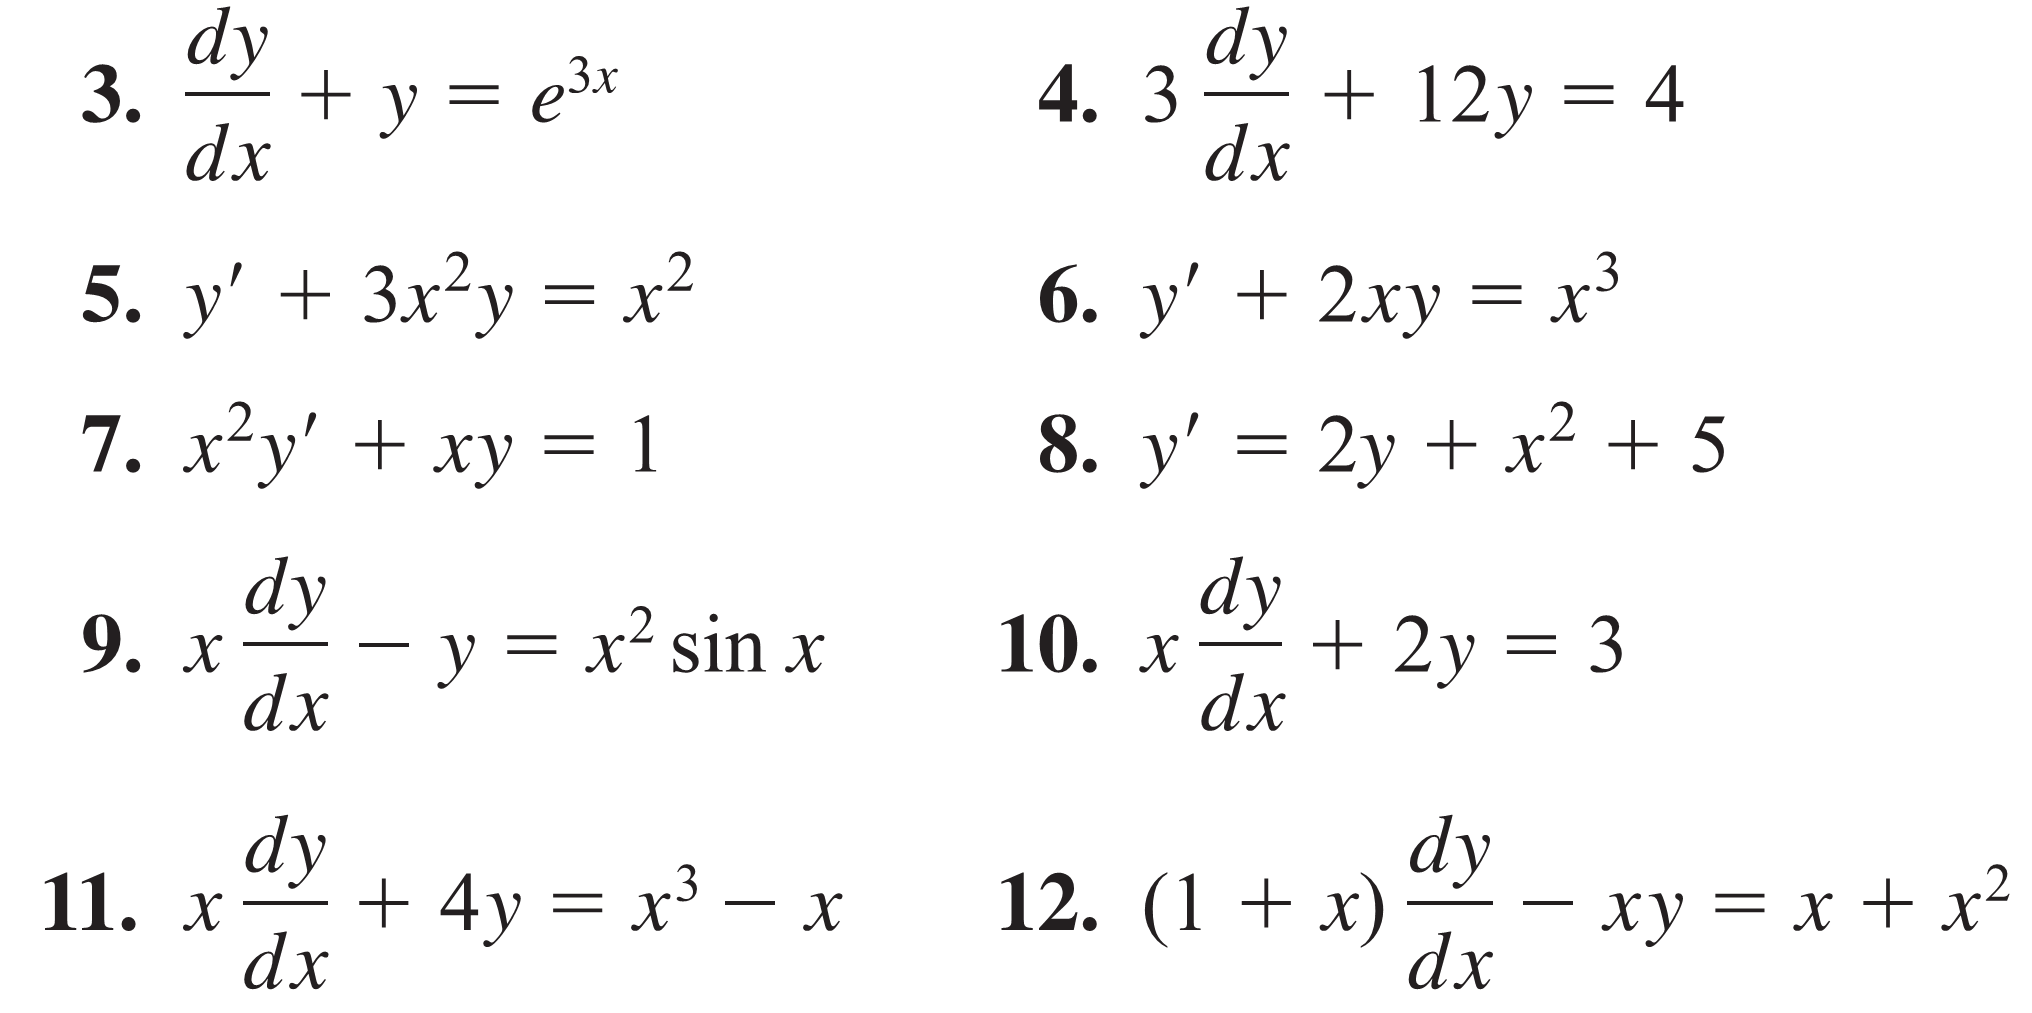 3. dy/dx + y = e^{3x}    4. 3 dy/dx + 12y = 4
5. y′ + 3x²y = x²    6. y′ + 2xy = x³
7. x²y′ + xy = 1    8. y′ = 2y + x² + 5
9. x dy/dx − y = x² sin x    10. x dy/dx + 2y = 3
11. x dy/dx + 4y = x³ − x    12. (1 + x) dy/dx − xy = x + x²